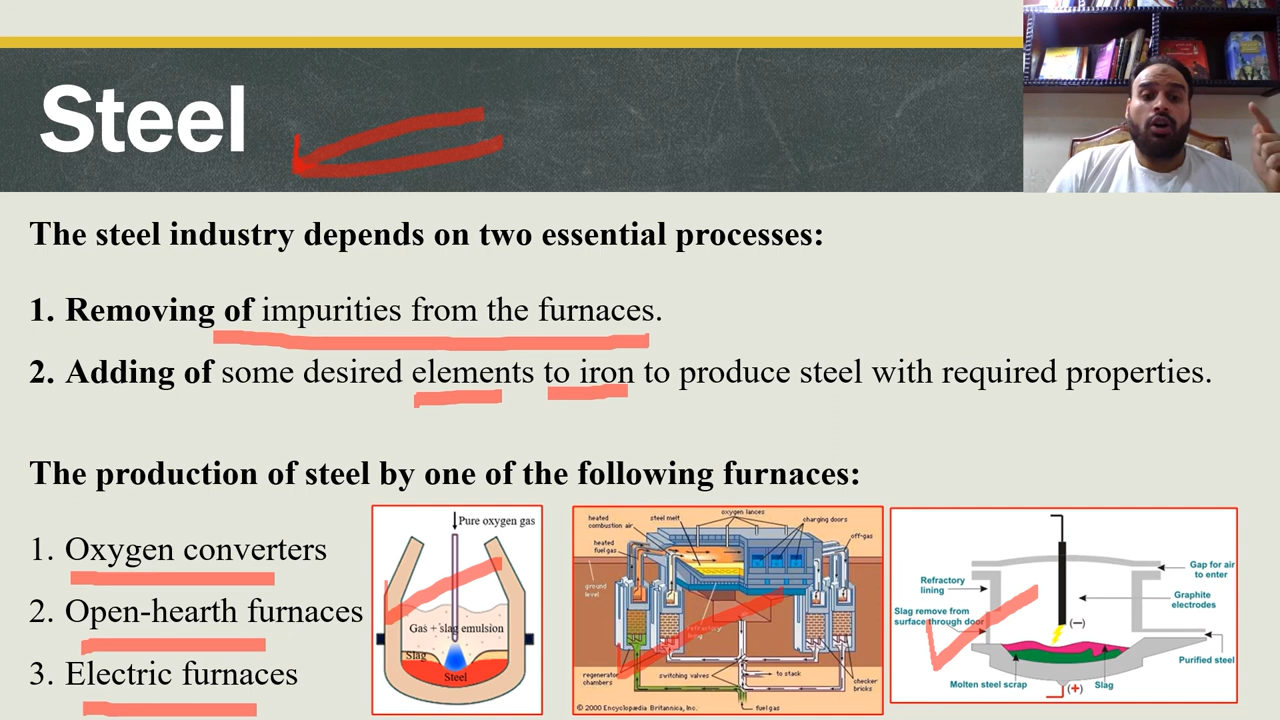 Steel
The steel industry depends on two essential processes:
1. Removing of impurities from the furnaces.
2. Adding of some desired elements to iron to produce steel with required properties.
The production of steel by one of the following furnaces:
1. Oxygen converters
2. Open-hearth furnaces
3. Electric furnaces
Pure oxygen gas
Gas + slag emulsion
Slag
Steel
heated
combustion air
steel melt
oxygen lances
charging doors
heated
fuel gas
off-gas
ground
level
refractory
lining
regenerator
chambers
switching valves
to stack
checker
bricks
fuel gas
© 2000 Encyclopædia Britannica, Inc.
Refractory
lining
Gap for air
to enter
Graphite
electrodes
Slag remove from
surface through door
(−)
Purified steel
Molten steel scrap
(+)
Slag